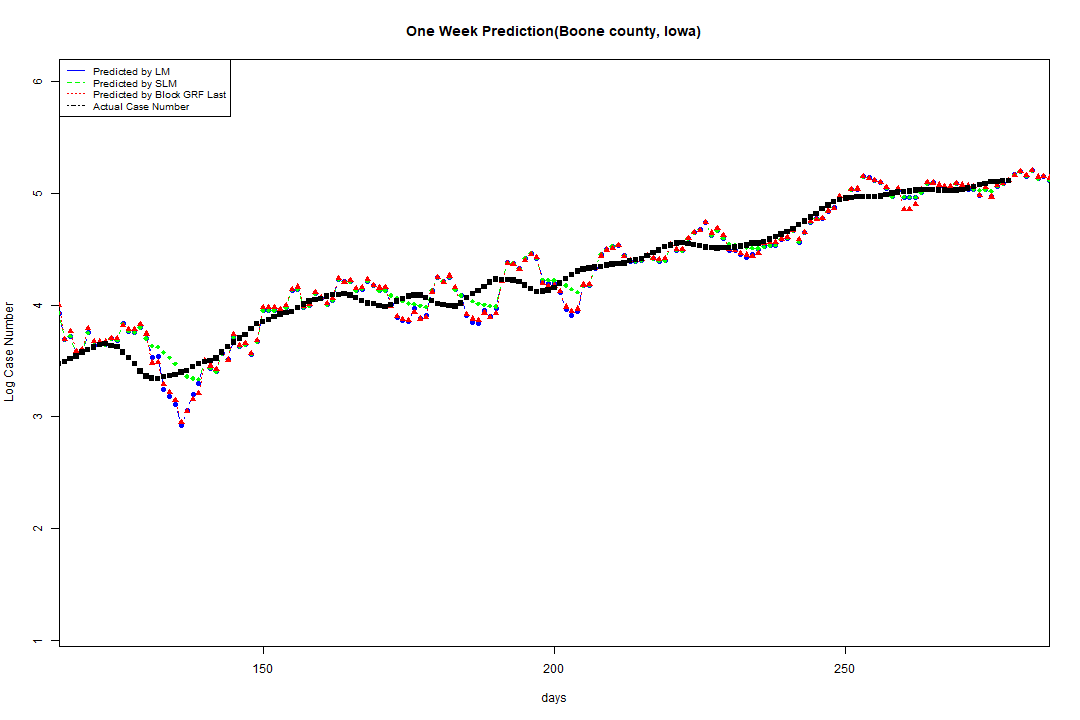 One Week Prediction(Boone county, Iowa)
Predicted by LM
Predicted by SLM
Predicted by Block GRF Last
Actual Case Number
6
5
4
3
2
1
Log Case Number
150 200 250
days